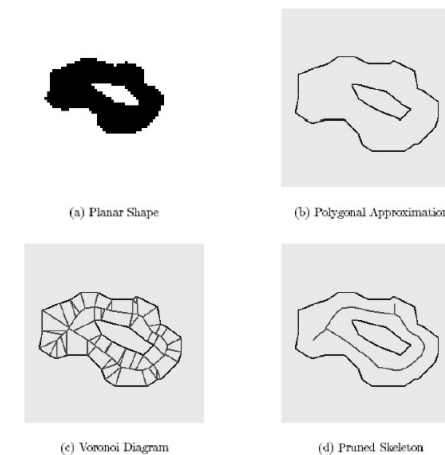 (a) Planar Shape
(b) Polygonal Approximation
(c) Voronoi Diagram
(d) Pruned Skeleton